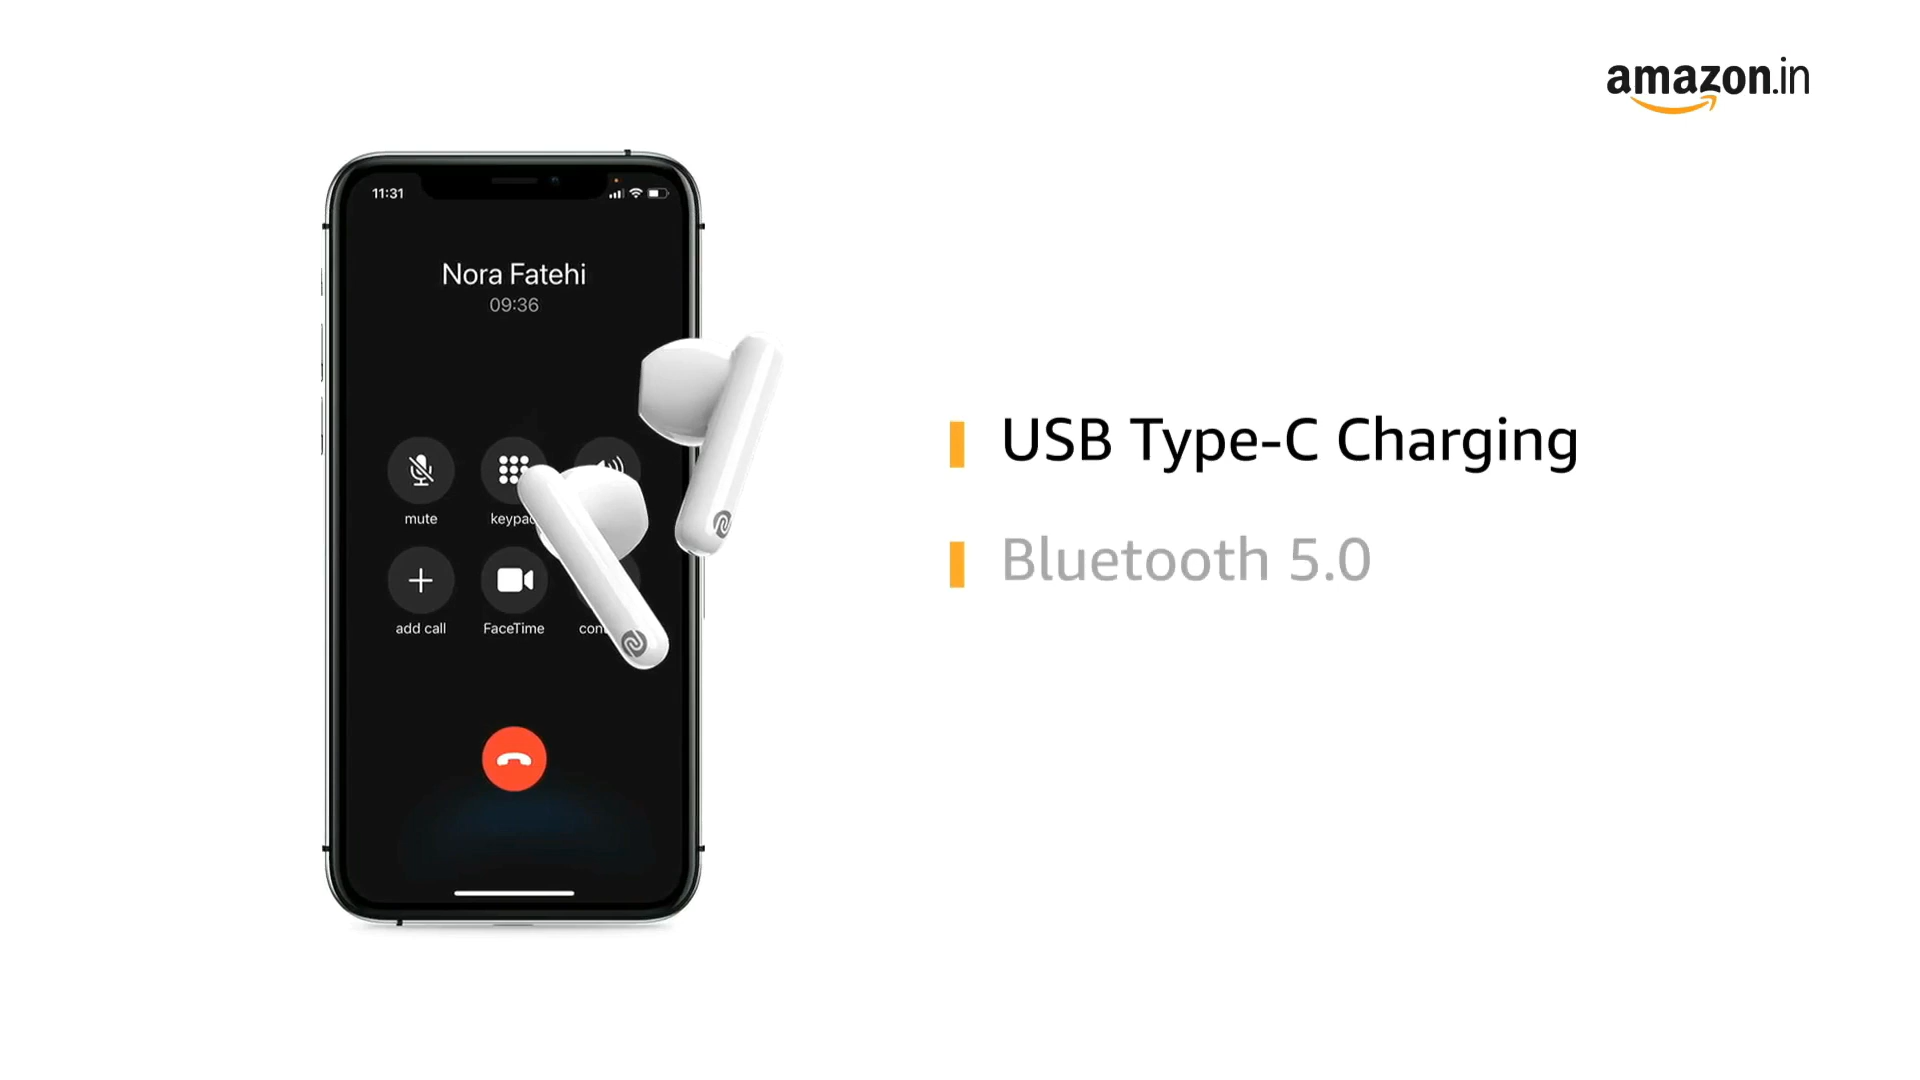 amazon.in
11:31
Nora Fatehi
09:36
mute
add call
FaceTime
USB Type-C Charging
Bluetooth 5.0